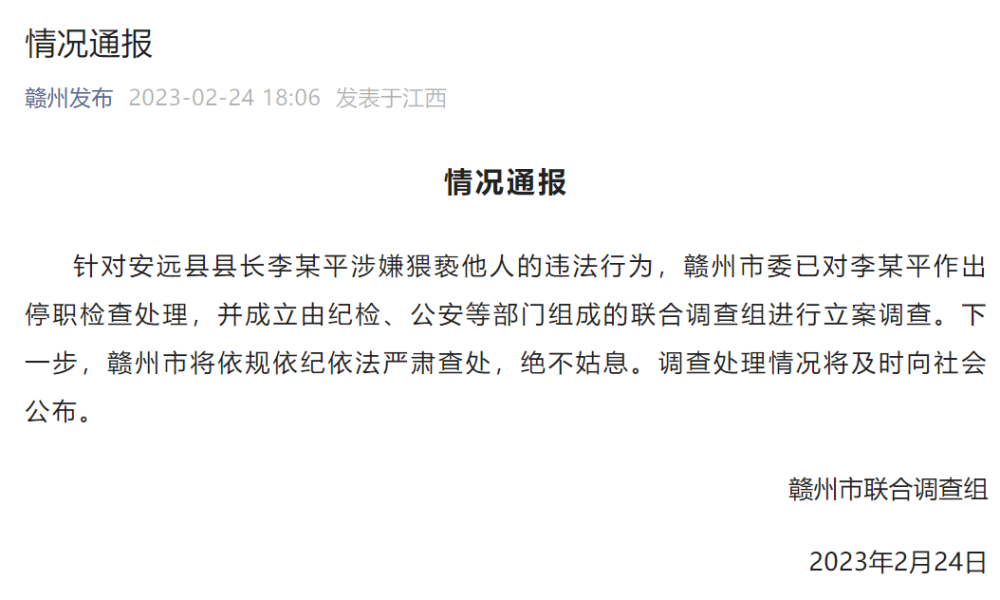 情况通报
赣州发布 2023-02-24 18:06 发表于江西
情况通报
针对安远县县长李某平涉嫌猥亵他人的违法行为，赣州市委已对李某平作出
停职检查处理，并成立由纪检、公安等部门组成的联合调查组进行立案调查。下
一步，赣州市将依规依纪依法严肃查处，绝不姑息。调查处理情况将及时向社会
公布。
赣州市联合调查组
2023年2月24日